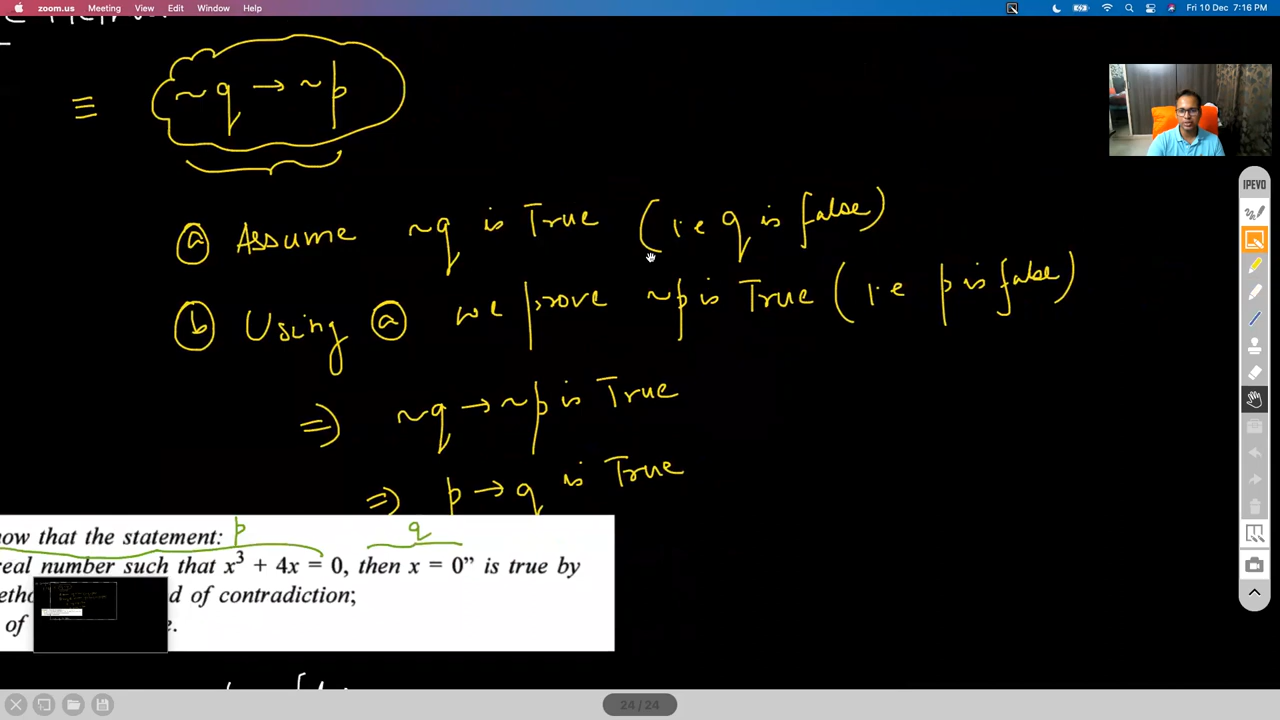 zoom.us Meeting View Edit Window Help Fri 10 Dec 7:16 PM
≡ ~q → ~p
IPEVO
ⓐ Assume ~q is True (i.e q is false)
ⓑ Using ⓐ we prove ~p is True (i.e p is false)
⇒ ~q → ~p is True
⇒ p → q is True
p q
now that the statement:
real number such that x³ + 4x = 0, then x = 0” is true by
d of contradiction;
of
24 / 24